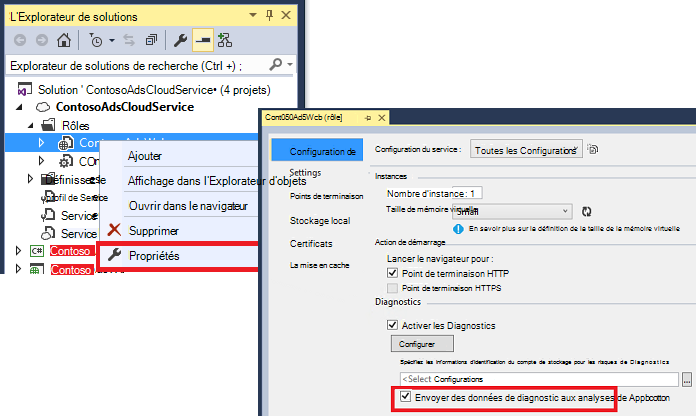 L'Explorateur de solutions
Explorateur de solutions de recherche (Ctrl +) ;
Solution ' ContosoAdsCloudService• (4 projets)
ContosoAdsCloudService
Rôles
Ajouter
Affichage dans l'Explorateur d'objets
Ouvrir dans le navigateur
Supprimer
Propriétés
Définisse
profil de Service
Service
Service
C# Contoso
Contoso
Cont050Ad5Wcb (rôle]
Configuration de
Settings
Points de terminaison
Stockage local
Certificats
La mise en cache
Configuration du service : Toutes les Configurations
Instances
Nombre d'instance : 1
Taille de mémoire virtuelle Small
En savoir plus sur la définition de la taille de la mémoire virtuelle
Action de démarrage
Lancer le navigateur pour :
Point de terminaison HTTP
Point de terminaison HTTPS
Diagnostics
Activer les Diagnostics
Configurer
Spécifiez les informations d'identification du compte de stockage pour les risques de Diagnostics
<Select Configurations ...
Envoyer des données de diagnostic aux analyses de Appbcotton